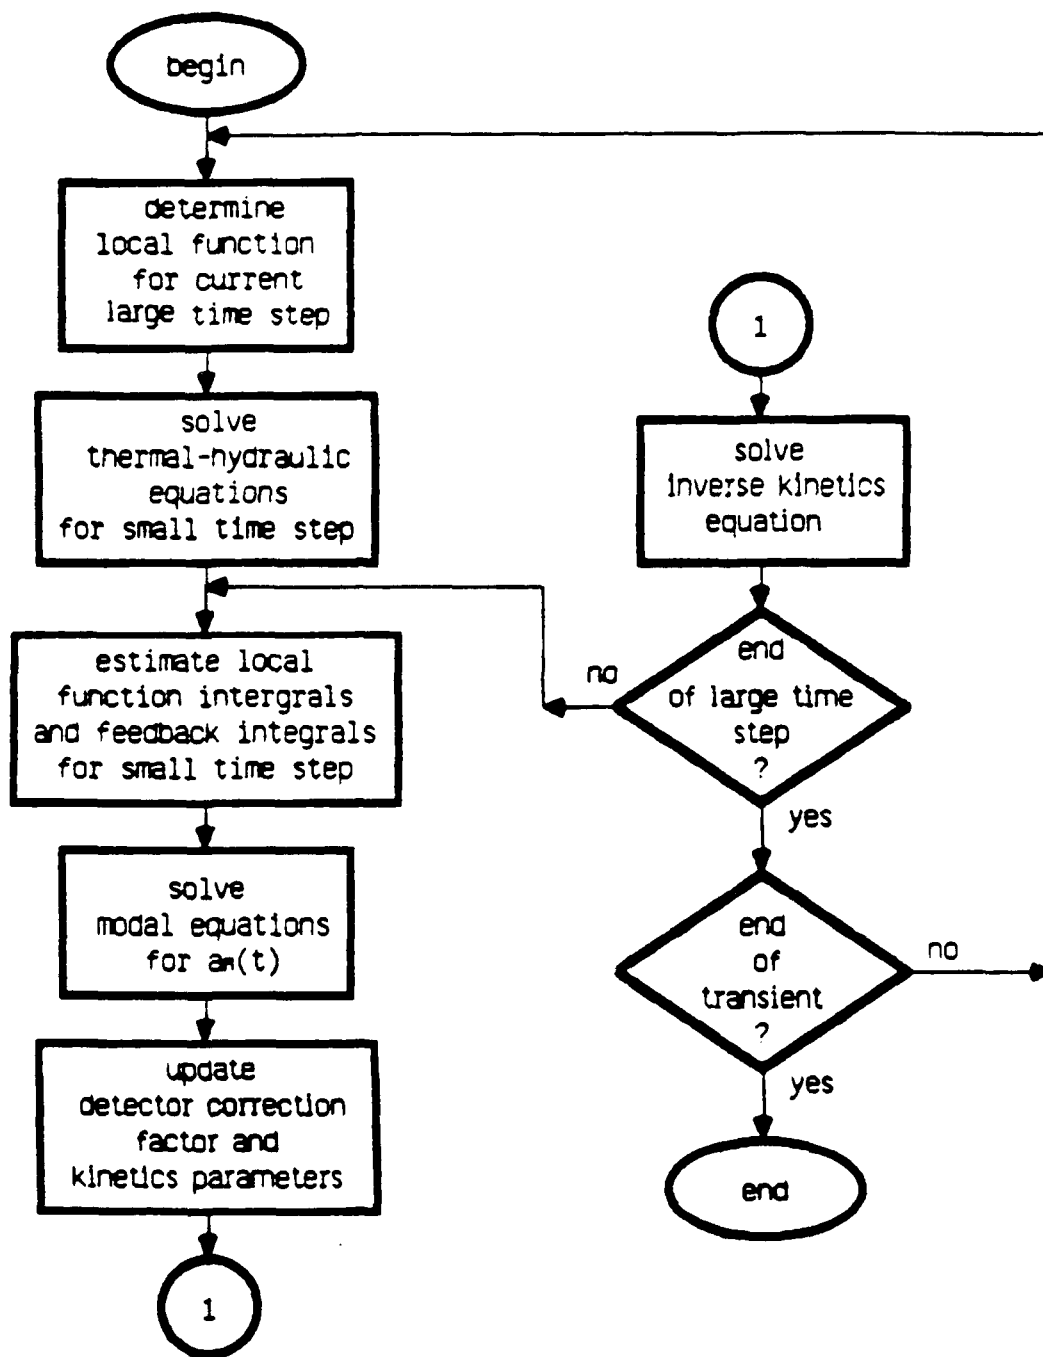 begin
determine
local function
for current
large time step
solve
thermal-hydraulic
equations
for small time step
estimate local
function intergrals
and feedback integrals
for small time step
solve
modal equations
for am(t)
update
detector correction
factor and
kinetics parameters
1
1
solve
inverse kinetics
equation
end
of large time
step
?
no
yes
end
of
transient
?
no
yes
end